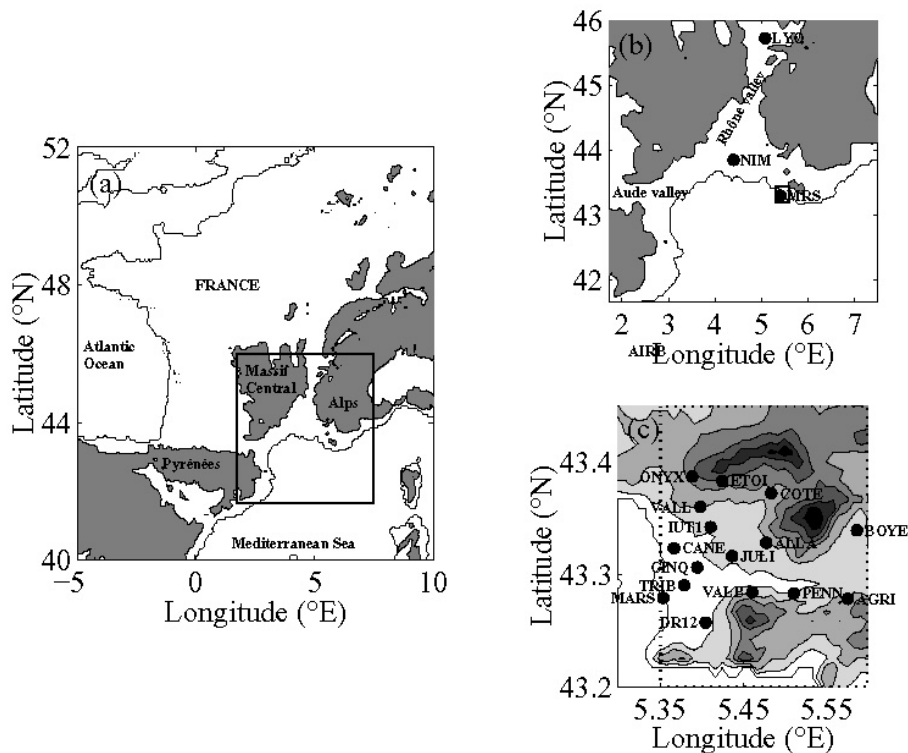 (a)
52
48
44
40
Latitude (°N)
−5
0
5
10
Longitude (°E)
FRANCE
Atlantic
Ocean
Massif
Central
Alps
Pyrénées
Mediterranean Sea
(b)
46
45
44
43
42
Latitude (°N)
LYO
Rhône valley
NIM
Aude valley
MRS
2
3
4
5
6
7
Longitude (°E)
(c)
43.4
43.3
43.2
Latitude (°N)
ONYX
ETOI
COTE
VALL
IUT1
BOYE
CANE
ALLA
JULI
CINQ
TRIB
VALB
PENN
MARS
AGRI
DR12
5.35
5.45
5.55
Longitude (°E)